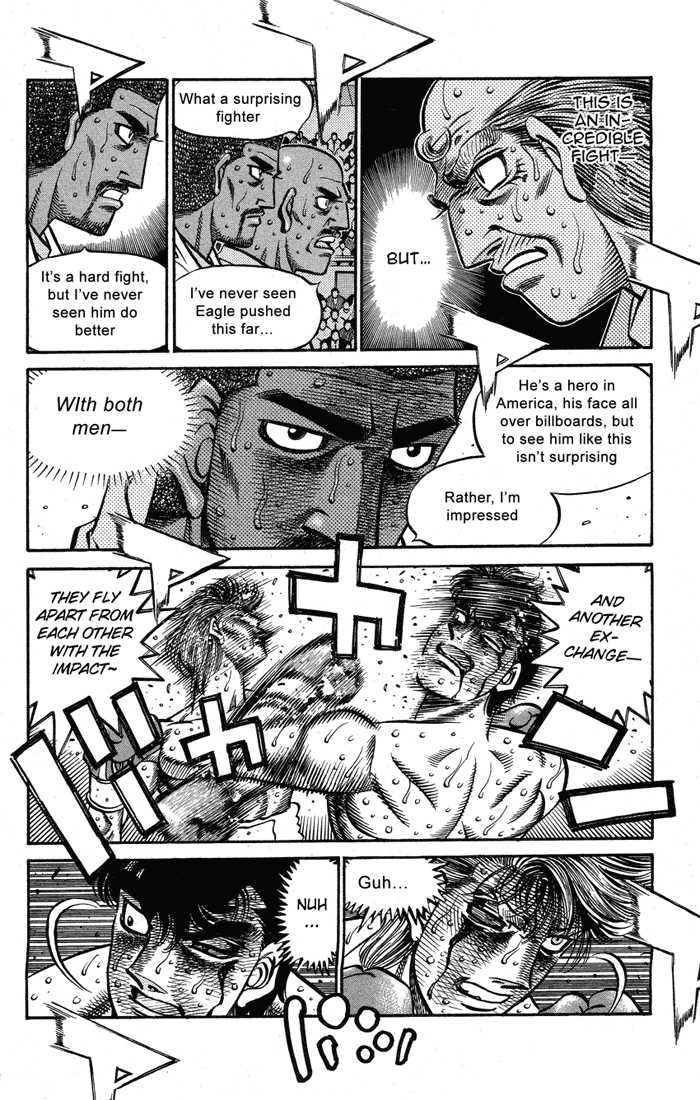 THIS IS
AN IN-
CREDIBLE
FIGHT—
BUT...
What a surprising
fighter
I've never seen
Eagle pushed
this far...
It's a hard fight,
but I've never
seen him do
better
He's a hero in
America, his face all
over billboards, but
to see him like this
isn't surprising
Rather, I'm
impressed
WIth both
men—
AND
ANOTHER
EX-
CHANGE—
THEY FLY
APART FROM
EACH OTHER
WITH THE
IMPACT~
Guh...
NUH
...